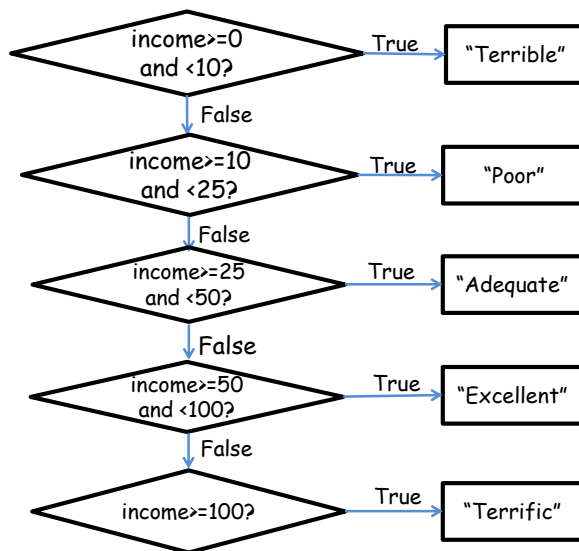 income>=0
and <10?
True
“Terrible”
False
income>=10
and <25?
True
“Poor”
False
income>=25
and <50?
True
“Adequate”
False
income>=50
and <100?
True
“Excellent”
False
income>=100?
True
“Terrific”